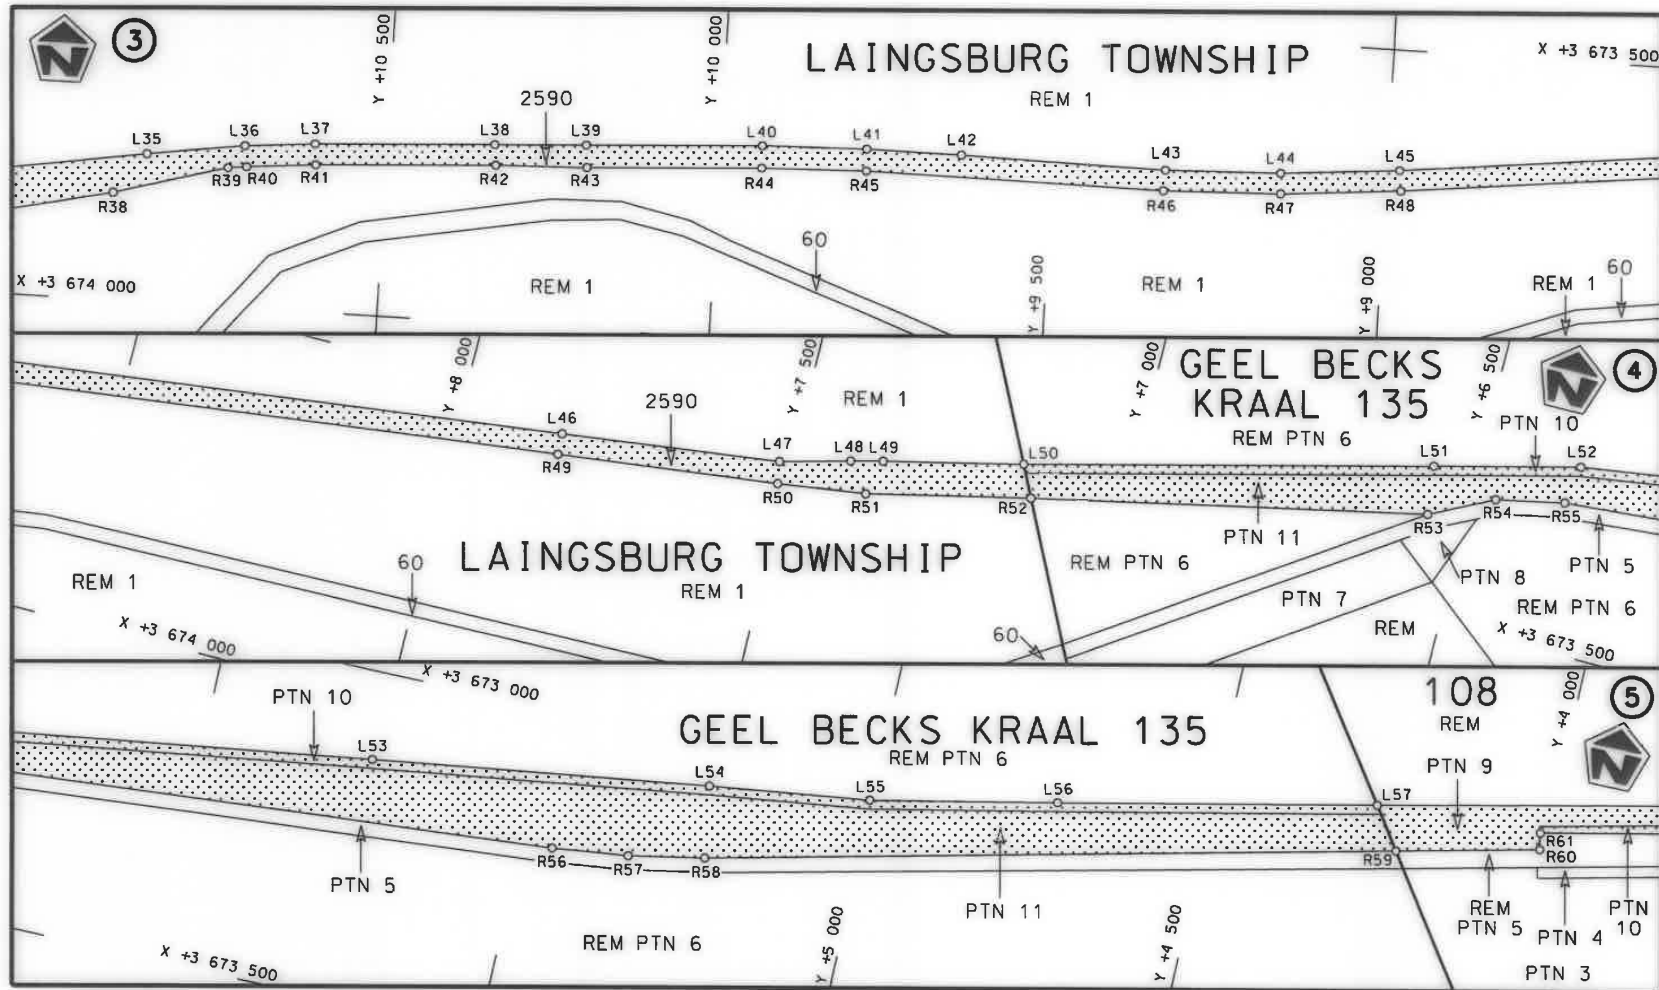 N 3
Y +10 500
Y +10 000
LAINGSBURG TOWNSHIP
X +3 673 500
REM 1
2590
L35 L36 L37 L38 L39 L40 L41 L42 L43 L44 L45
R38 R39 R40 R41 R42 R43 R44 R45 R46 R47 R48
60
X +3 674 000
REM 1
Y +9 500
REM 1
Y +9 000
REM 1
60
Y +8 000
Y +7 500
REM 1
Y +7 000
GEEL BECKS
KRAAL 135
Y +6 500
N 4
2590
REM PTN 6
PTN 10
L46 L47 L48 L49 L50 L51 L52
R49 R50 R51 R52 R53 R54 R55
PTN 11
LAINGSBURG TOWNSHIP
REM PTN 6
PTN 8
PTN 5
REM 1
60
REM 1
PTN 7
REM PTN 6
X +3 674 000
60
REM
X +3 673 500
X +3 673 000
PTN 10
GEEL BECKS KRAAL 135
REM PTN 6
108
REM
Y +4 000
5
N
PTN 9
L53 L54 L55 L56 L57
R56 R57 R58 R59 R61
R60
PTN 5
PTN 11
REM
PTN 5
PTN 4
PTN
10
REM PTN 6
X +3 673 500
Y +5 000
Y +4 500
PTN 3